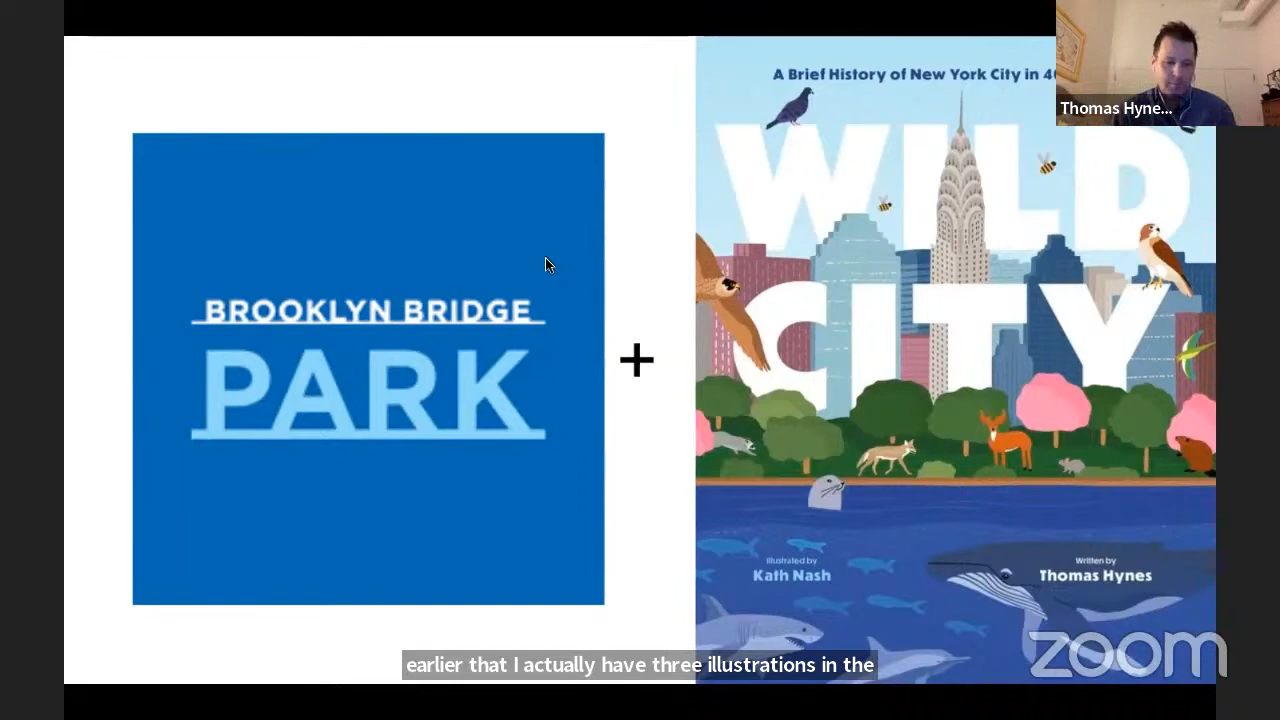 A Brief History of New York City in
Thomas Hyne...
WILD
CITY
BROOKLYN BRIDGE
PARK
+
Illustrated by
Kath Nash
Written by
Thomas Hynes
zoom
earlier that I actually have three illustrations in the